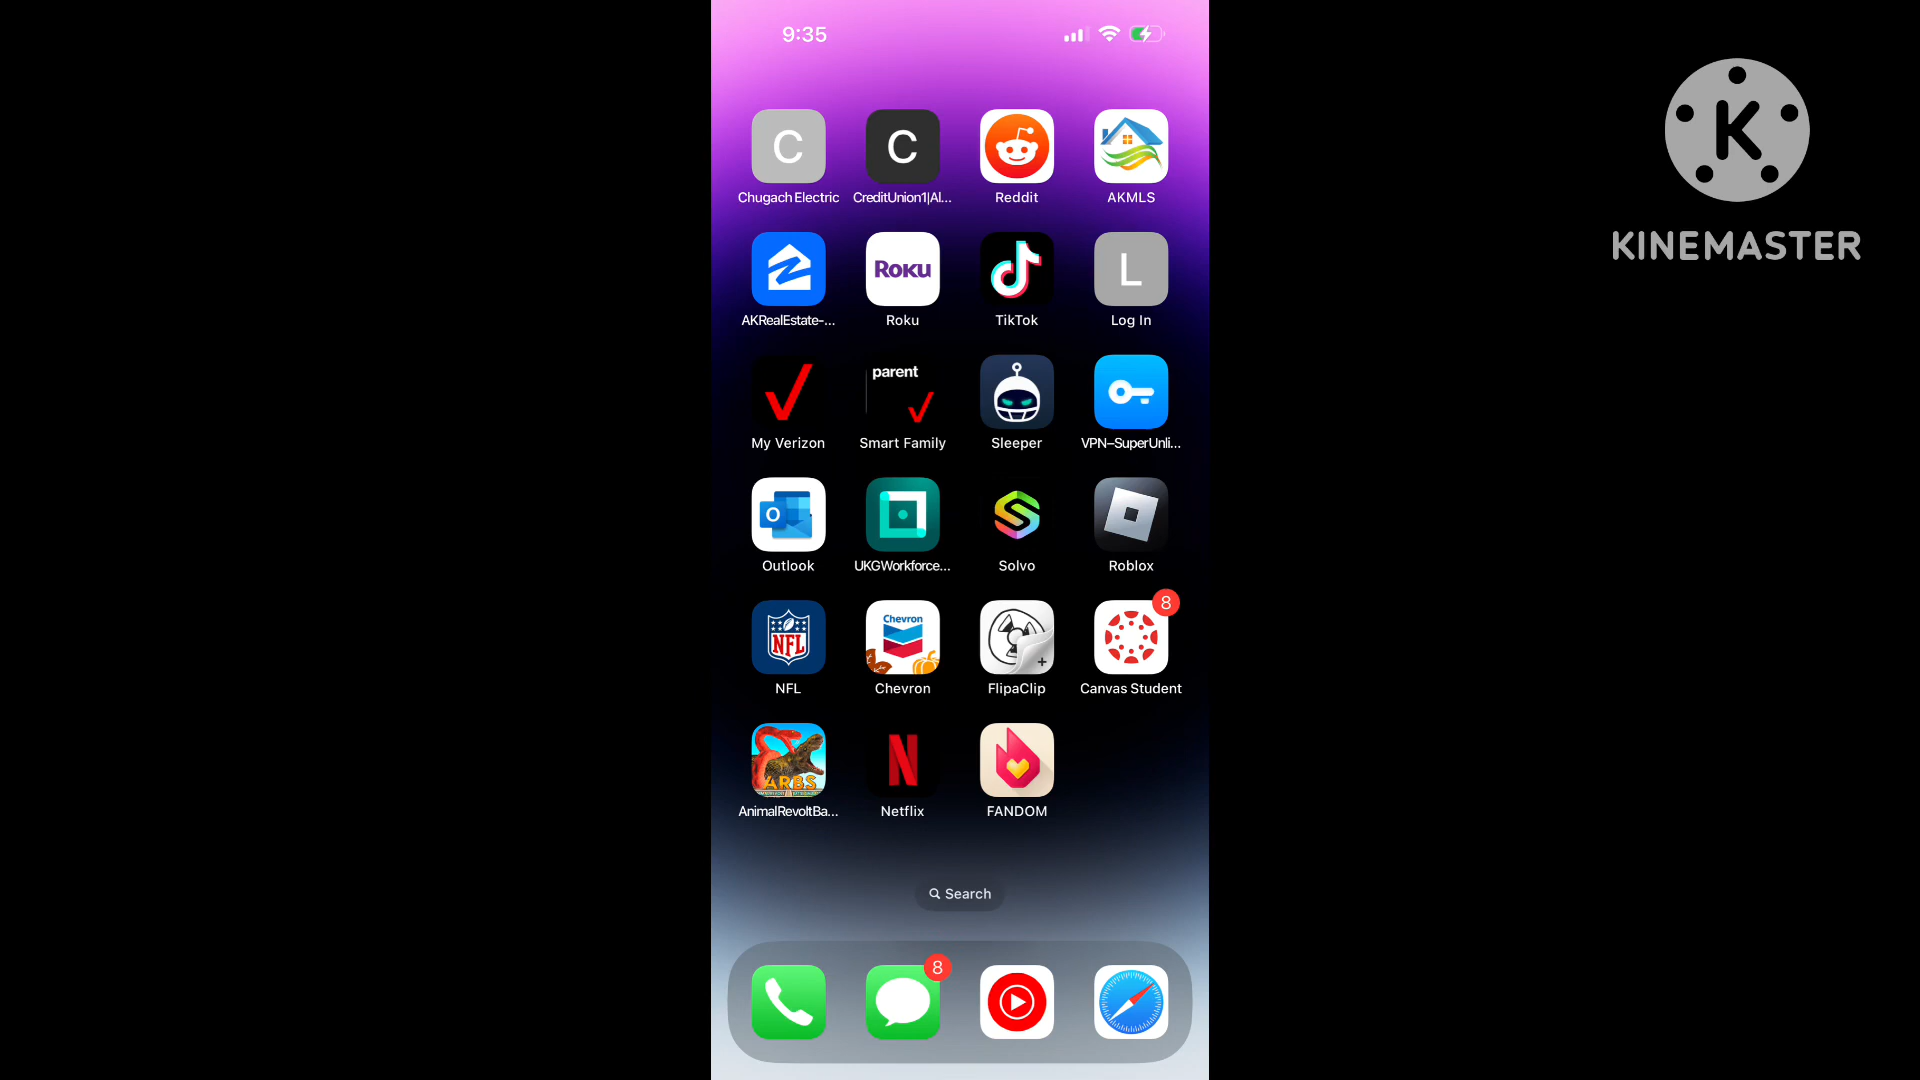 9:35
K
KINEMASTER
C
C
Chugach Electric
CreditUnion1|Al...
Reddit
AKMLS
Roku
L
AKRealEstate-...
Roku
TikTok
Log In
parent
My Verizon
Smart Family
Sleeper
VPN–SuperUnli...
O
Outlook
UKGWorkforce...
Solvo
Roblox
8
NFL
Chevron
NFL
Chevron
FlipaClip
Canvas Student
ARBS
N
AnimalRevoltBa...
Netflix
FANDOM
Search
8